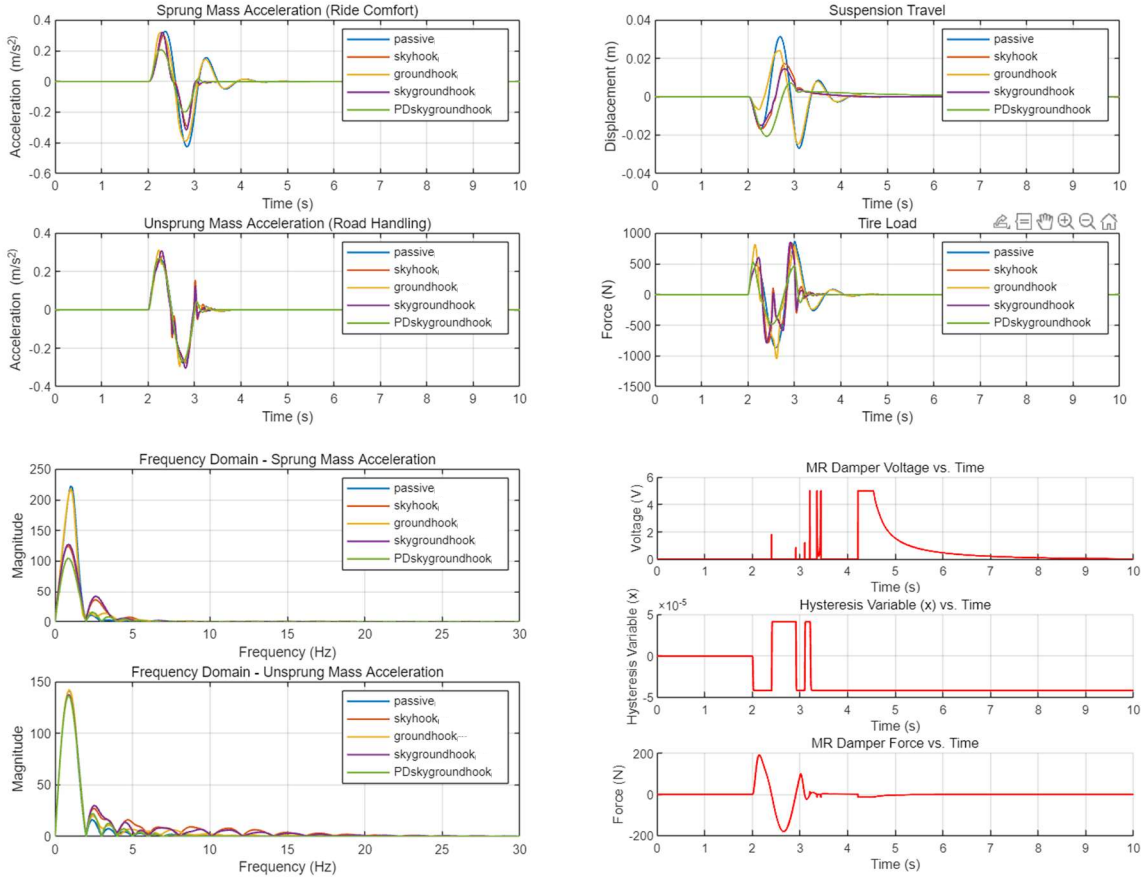 Sprung Mass Acceleration (Ride Comfort)
Acceleration (m/s²)
0.4
0.2
0
-0.2
-0.4
-0.6
passive
skyhook
groundhook
skygroundhook
PDskygroundhook
0 1 2 3 4 5 6 7 8 9 10
Time (s)
Suspension Travel
Displacement (m)
0.04
0.02
0
-0.02
-0.04
passive
skyhook
groundhook
skygroundhook
PDskygroundhook
0 1 2 3 4 5 6 7 8 9 10
Time (s)
Unsprung Mass Acceleration (Road Handling)
Acceleration (m/s²)
0.4
0.2
0
-0.2
-0.4
passive
skyhook
groundhook
skygroundhook
PDskygroundhook
0 1 2 3 4 5 6 7 8 9 10
Time (s)
Tire Load
Force (N)
1000
500
0
-500
-1000
-1500
passive
skyhook
groundhook
skygroundhook
PDskygroundhook
0 1 2 3 4 5 6 7 8 9 10
Time (s)
Frequency Domain - Sprung Mass Acceleration
Magnitude
250
200
150
100
50
0
passive
skyhook
groundhook
skygroundhook
PDskygroundhook
0 5 10 15 20 25 30
Frequency (Hz)
Frequency Domain - Unsprung Mass Acceleration
Magnitude
150
100
50
0
passive
skyhook
groundhook
skygroundhook
PDskygroundhook
0 5 10 15 20 25 30
Frequency (Hz)
MR Damper Voltage vs. Time
Voltage (V)
6
4
2
0
0 1 2 3 4 5 6 7 8 9 10
Time (s)
Hysteresis Variable (x) vs. Time
×10⁻⁵
Hysteresis Variable (x)
5
0
-5
0 1 2 3 4 5 6 7 8 9 10
Time (s)
MR Damper Force vs. Time
Force (N)
200
0
-200
0 1 2 3 4 5 6 7 8 9 10
Time (s)